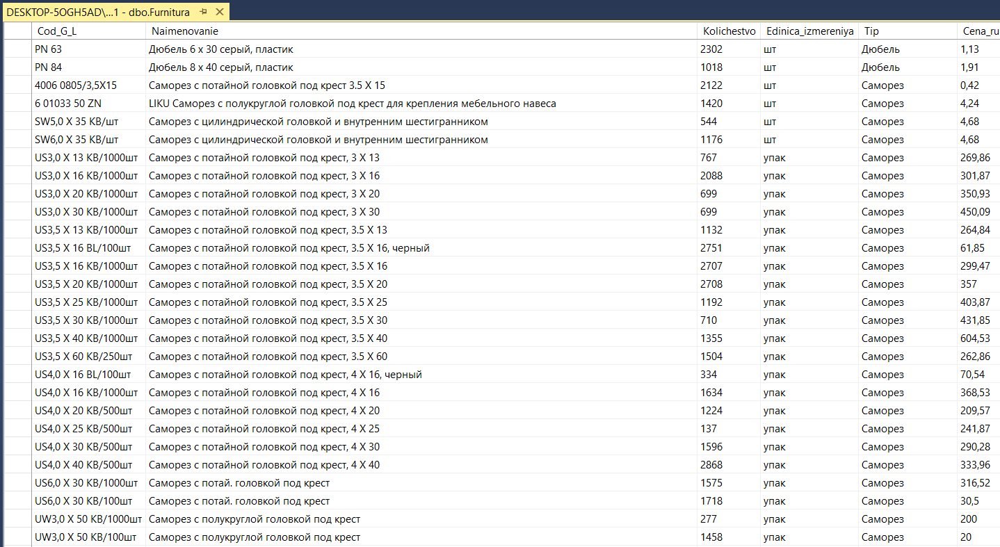 DESKTOP-5OGH5AD\...1 - dbo.Furnitura
Cod_G_L Naimenovanie Kolichestvo Edinica_izmereniya Tip Cena_ru
PN 63 Дюбель 6 х 30 серый, пластик 2302 шт Дюбель 1,13
PN 84 Дюбель 8 х 40 серый, пластик 1018 шт Дюбель 1,91
4006 0805/3,5X15 Саморез с потайной головкой под крест 3.5 X 15 2122 шт Саморез 0,42
6 01033 50 ZN LIKU Саморез с полукруглой головкой под крест для крепления мебельного навеса 1420 шт Саморез 4,24
SW5,0 X 35 KB/шт Саморез с цилиндрической головкой и внутренним шестигранником 544 шт Саморез 4,68
SW6,0 X 35 KB/шт Саморез с цилиндрической головкой и внутренним шестигранником 1176 шт Саморез 4,68
US3,0 X 13 KB/1000шт Саморез с потайной головкой под крест, 3 X 13 767 упак Саморез 269,86
US3,0 X 16 KB/1000шт Саморез с потайной головкой под крест, 3 X 16 2088 упак Саморез 301,87
US3,0 X 20 KB/1000шт Саморез с потайной головкой под крест, 3 X 20 699 упак Саморез 350,93
US3,0 X 30 KB/1000шт Саморез с потайной головкой под крест, 3 X 30 699 упак Саморез 450,09
US3,5 X 13 KB/1000шт Саморез с потайной головкой под крест, 3.5 X 13 1132 упак Саморез 264,84
US3,5 X 16 BL/100шт Саморез с потайной головкой под крест, 3.5 X 16, черный 2751 упак Саморез 61,85
US3,5 X 16 KB/1000шт Саморез с потайной головкой под крест, 3.5 X 16 2707 упак Саморез 299,47
US3,5 X 20 KB/1000шт Саморез с потайной головкой под крест, 3.5 X 20 2708 упак Саморез 357
US3,5 X 25 KB/1000шт Саморез с потайной головкой под крест, 3.5 X 25 1192 упак Саморез 403,87
US3,5 X 30 KB/1000шт Саморез с потайной головкой под крест, 3.5 X 30 710 упак Саморез 431,85
US3,5 X 40 KB/1000шт Саморез с потайной головкой под крест, 3.5 X 40 1355 упак Саморез 604,53
US3,5 X 60 KB/250шт Саморез с потайной головкой под крест, 3.5 X 60 1504 упак Саморез 262,86
US4,0 X 16 BL/100шт Саморез с потайной головкой под крест, 4 X 16, черный 334 упак Саморез 70,54
US4,0 X 16 KB/1000шт Саморез с потайной головкой под крест, 4 X 16 1634 упак Саморез 368,53
US4,0 X 20 KB/500шт Саморез с потайной головкой под крест, 4 X 20 1224 упак Саморез 209,57
US4,0 X 25 KB/500шт Саморез с потайной головкой под крест, 4 X 25 137 упак Саморез 241,87
US4,0 X 30 KB/500шт Саморез с потайной головкой под крест, 4 X 30 1596 упак Саморез 290,28
US4,0 X 40 KB/500шт Саморез с потайной головкой под крест, 4 X 40 2868 упак Саморез 333,96
US6,0 X 30 KB/1000шт Саморез с потай. головкой под крест 1575 упак Саморез 316,52
US6,0 X 30 KB/100шт Саморез с потай. головкой под крест 1718 упак Саморез 30,5
UW3,0 X 50 KB/1000шт Саморез с полукруглой головкой под крест 277 упак Саморез 200
UW3,0 X 50 KB/100шт Саморез с полукруглой головкой под крест 1458 упак Саморез 20